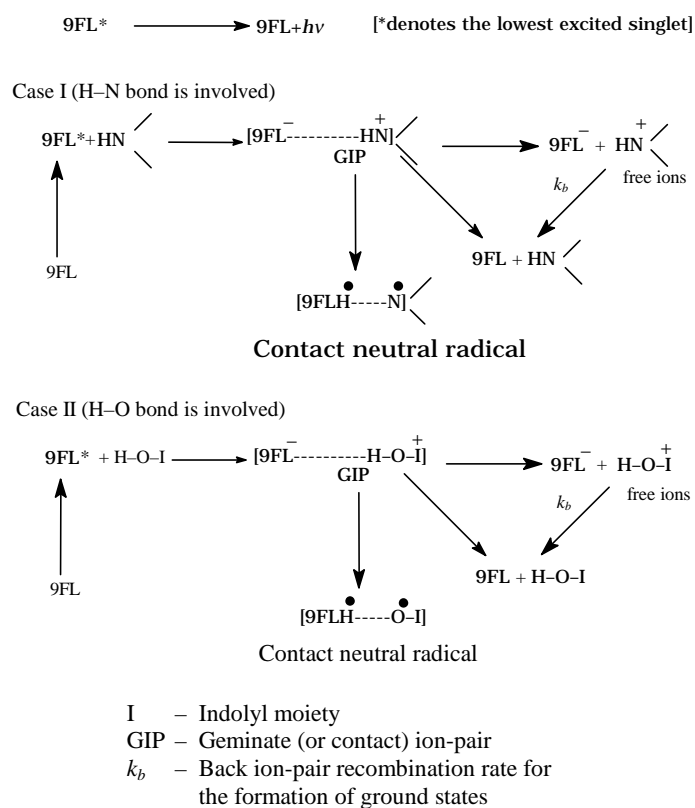 9FL* 9FL+hν [*denotes the lowest excited singlet]
Case I (H–N bond is involved)
9FL*+HN [9FL⁻-----------HN⁺] 9FL⁻ + HN⁺
GIP
k_b free ions
9FL 9FL + HN
[9FLH•-----N•]
Contact neutral radical
Case II (H–O bond is involved)
9FL* + H–O–I [9FL⁻-----------H–O–I⁺] 9FL⁻ + H–O–I⁺
GIP
k_b free ions
9FL 9FL + H–O–I
[9FLH•-----O•–I]
Contact neutral radical
I – Indolyl moiety
GIP – Geminate (or contact) ion-pair
k_b – Back ion-pair recombination rate for
the formation of ground states